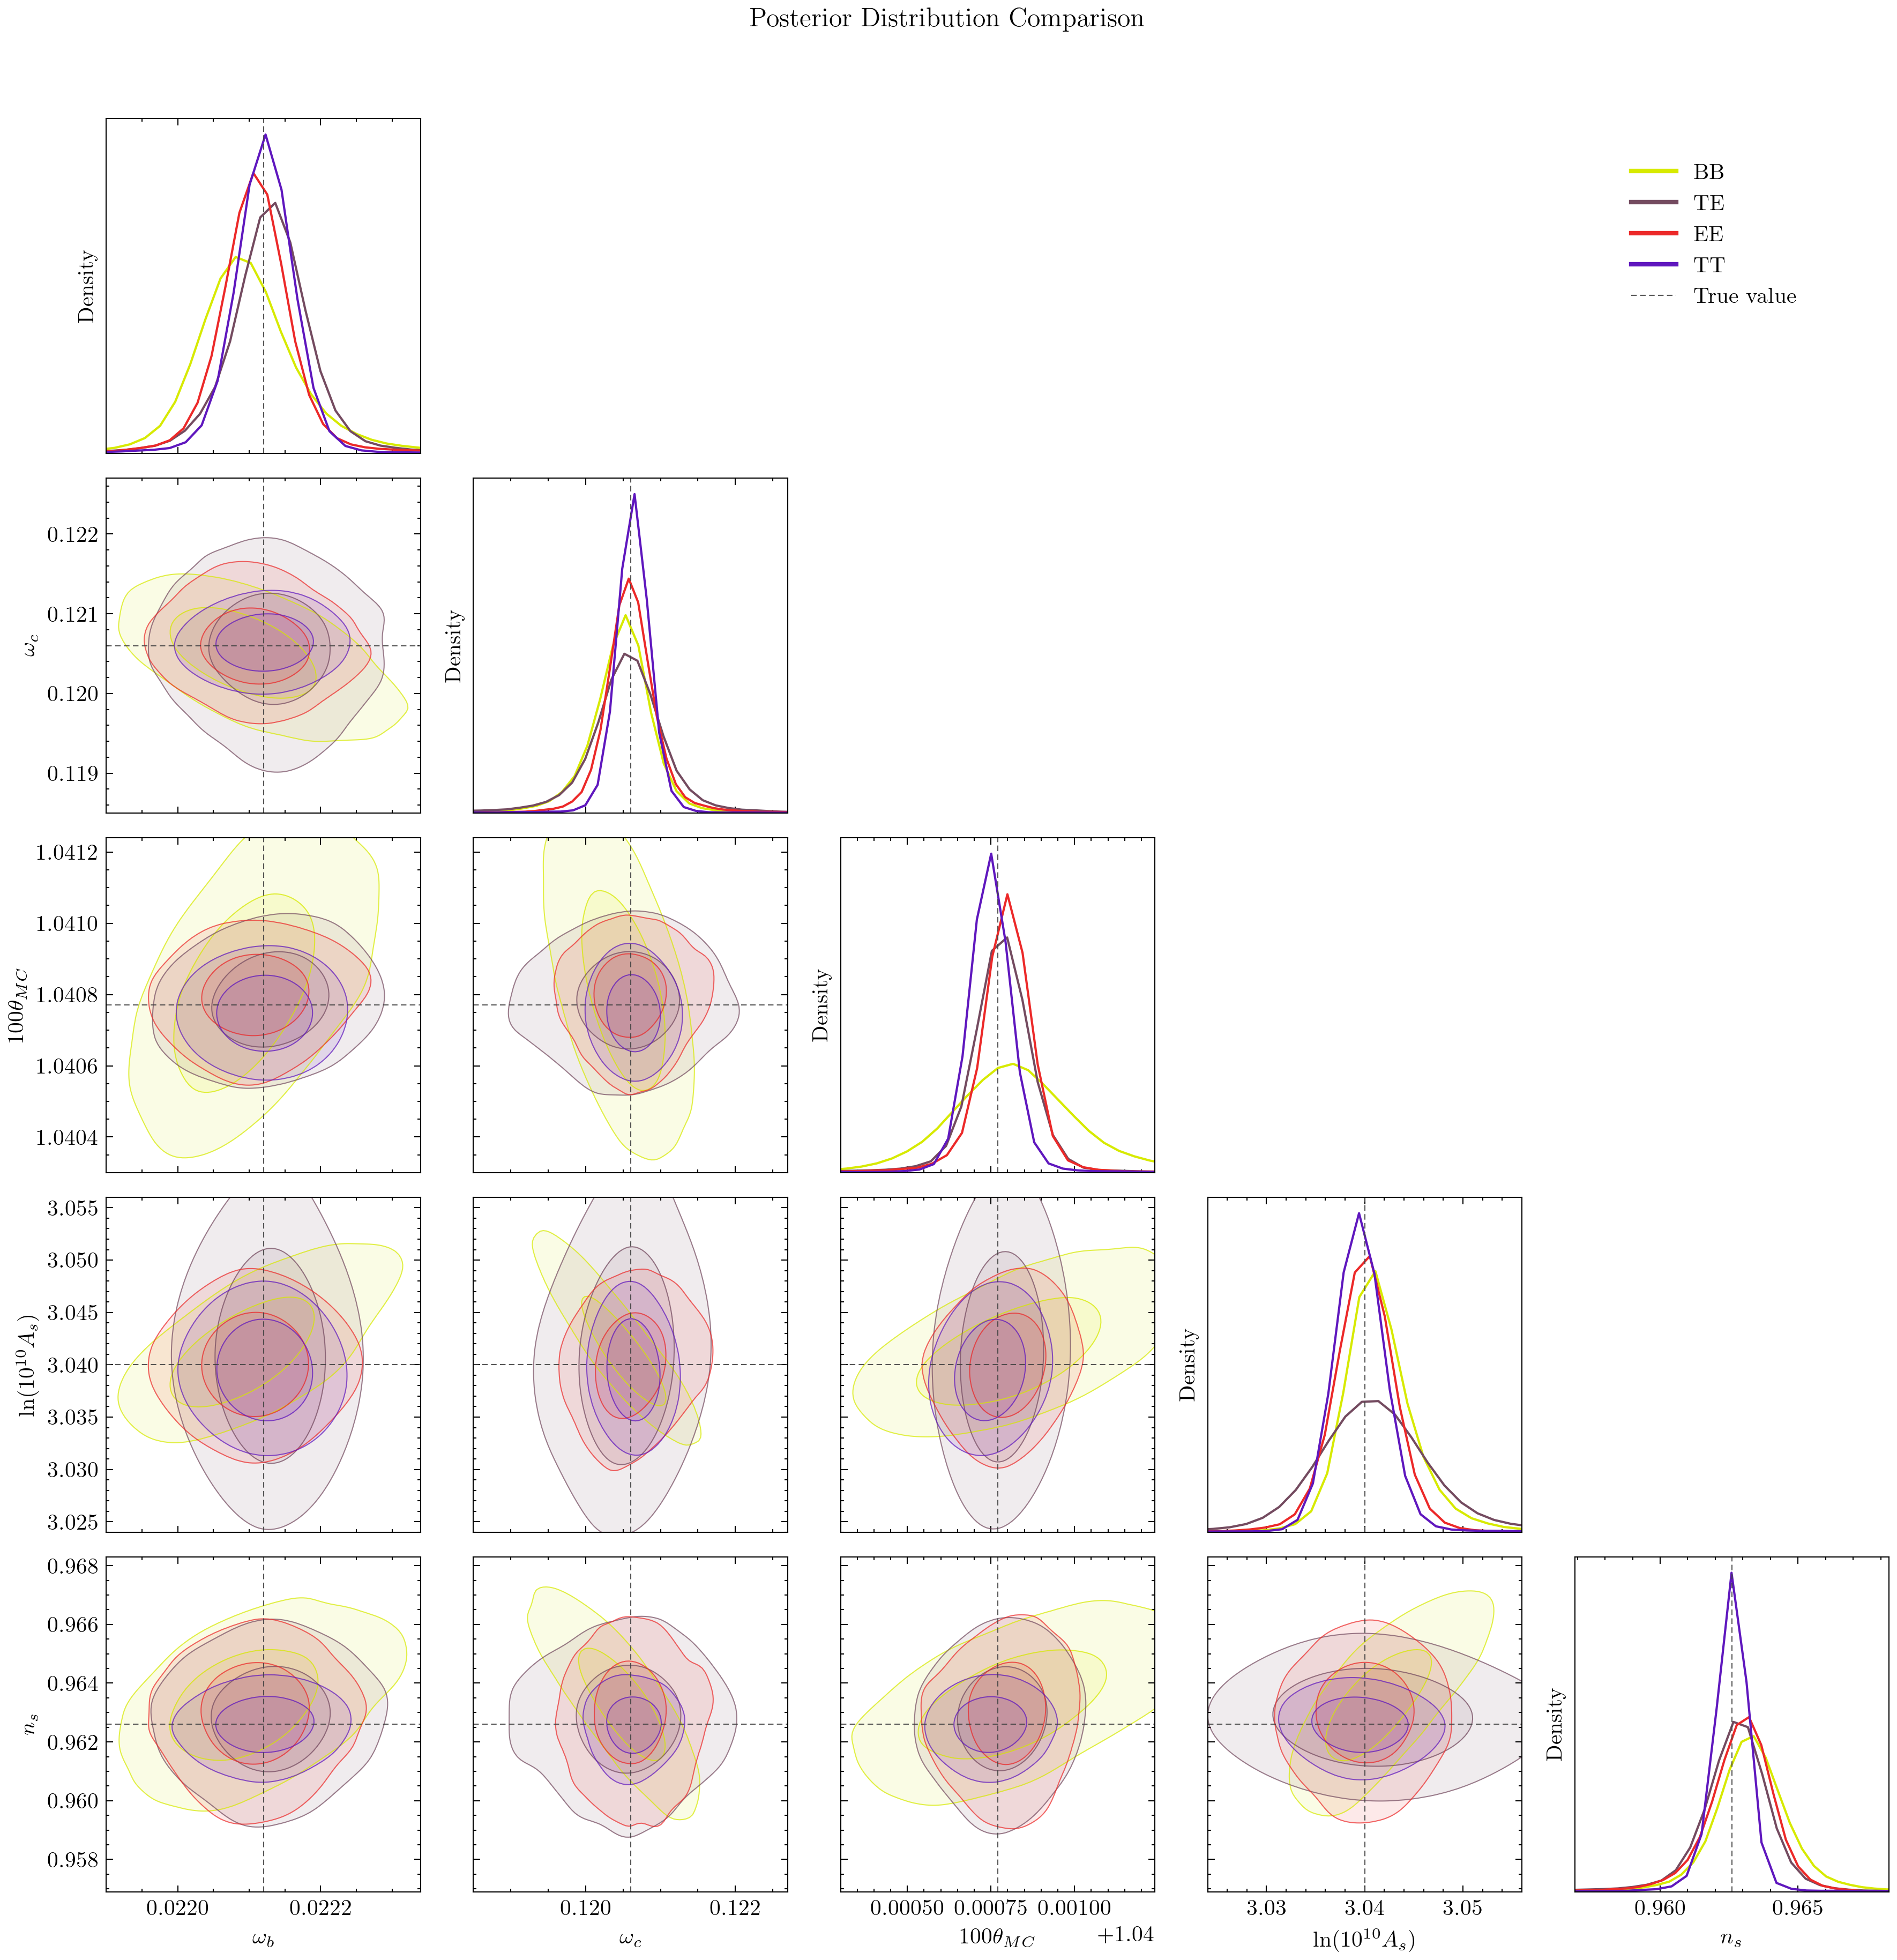 Posterior Distribution Comparison
BB
TE
EE
TT
True value
Density
0.122
0.121
0.120
0.119
ω_c
Density
1.0412
1.0410
1.0408
1.0406
1.0404
100θ_{MC}
Density
3.055
3.050
3.045
3.040
3.035
3.030
3.025
ln(10^{10}A_s)
Density
0.968
0.966
0.964
0.962
0.960
0.958
n_s
Density
0.0220 0.0222
ω_b
0.120 0.122
ω_c
0.00050 0.00075 0.00100
100θ_{MC} +1.04
3.03 3.04 3.05
ln(10^{10}A_s)
0.960 0.965
n_s